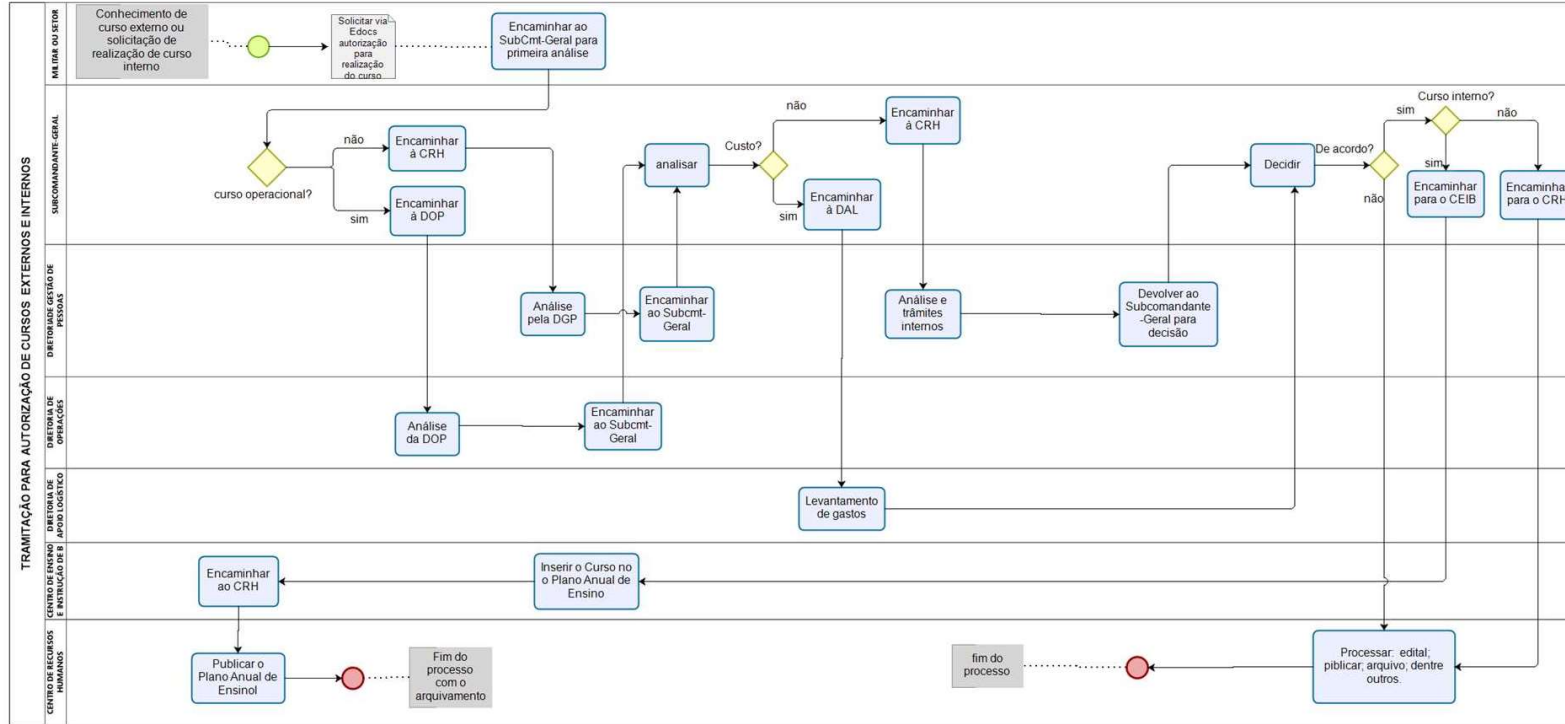 TRAMITAÇÃO PARA AUTORIZAÇÃO DE CURSOS EXTERNOS E INTERNOS
MILITAR OU SETOR
Conhecimento de
curso externo ou
solicitação de
realização de curso
interno
Solicitar via
Edocs
autorização
para
realização
do curso
Encaminhar ao
SubCmt-Geral para
primeira análise
SUBCOMANDANTE-GERAL
curso operacional?
não
Encaminhar
à CRH
sim
Encaminhar
à DOP
analisar
Custo?
não
Encaminhar
à CRH
sim
Encaminhar
à DAL
Decidir
De acordo?
sim
não
Curso interno?
não
sim
Encaminhar
para o CEIB
Encaminha
para o CRH
DIRETORIA DE GESTÃO DE
PESSOAS
Análise
pela DGP
Encaminhar
ao Subcmt-
Geral
Análise e
trâmites
internos
Devolver ao
Subcomandante
-Geral para
decisão
DIRETORIA DE
OPERAÇÕES
Análise
da DOP
Encaminhar
ao Subcmt-
Geral
DIRETORIA DE
APOIO LOGÍSTICO
Levantamento
de gastos
CENTRO DE ENSINO
E INSTRUÇÃO DE B
Encaminhar
ao CRH
Inserir o Curso no
o Plano Anual de
Ensino
CENTRO DE RECURSOS
HUMANOS
Publicar o
Plano Anual de
Ensinol
Fim do
processo
com o
arquivamento
fim do
processo
Processar: edital;
piblicar; arquivo; dentre
outros.